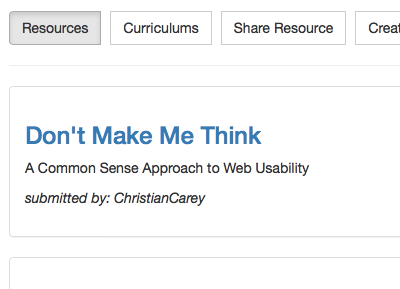 Resources Curriculums Share Resource Creat
Don't Make Me Think
A Common Sense Approach to Web Usability
submitted by: ChristianCarey